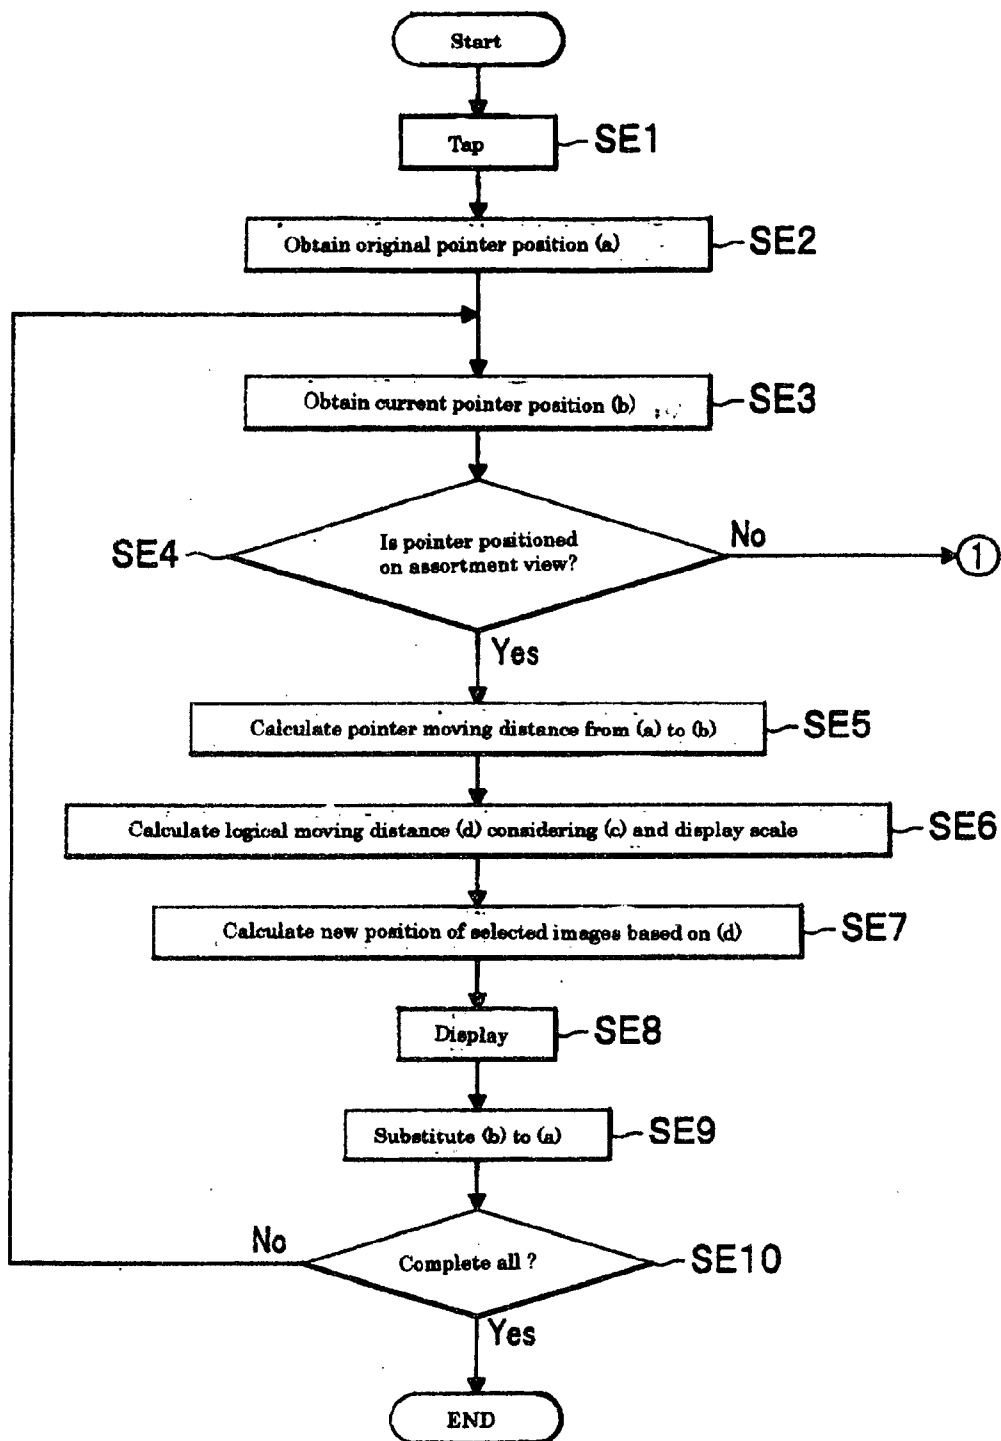 Start
Tap
SE1
Obtain original pointer position (a)
SE2
Obtain current pointer position (b)
SE3
SE4
Is pointer positioned
on assortment view?
No
1
Yes
Calculate pointer moving distance from (a) to (b)
SE5
Calculate logical moving distance (d) considering (c) and display scale
SE6
Calculate new position of selected images based on (d)
SE7
Display
SE8
Substitute (b) to (a)
SE9
No
Complete all ?
SE10
Yes
END